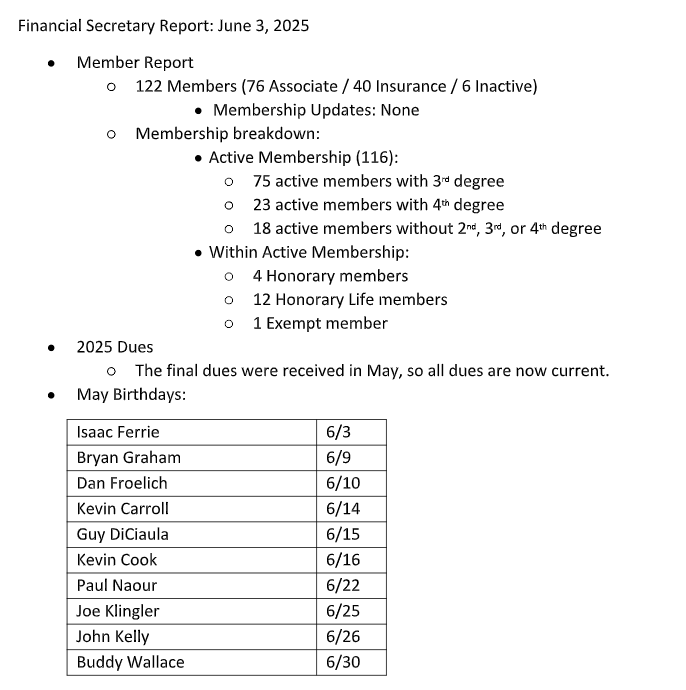 Financial Secretary Report: June 3, 2025
• Member Report
o 122 Members (76 Associate / 40 Insurance / 6 Inactive)
• Membership Updates: None
o Membership breakdown:
• Active Membership (116):
o 75 active members with 3rd degree
o 23 active members with 4th degree
o 18 active members without 2nd, 3rd, or 4th degree
• Within Active Membership:
o 4 Honorary members
o 12 Honorary Life members
o 1 Exempt member
• 2025 Dues
o The final dues were received in May, so all dues are now current.
• May Birthdays:
Isaac Ferrie 6/3
Bryan Graham 6/9
Dan Froelich 6/10
Kevin Carroll 6/14
Guy DiCiaula 6/15
Kevin Cook 6/16
Paul Naour 6/22
Joe Klingler 6/25
John Kelly 6/26
Buddy Wallace 6/30